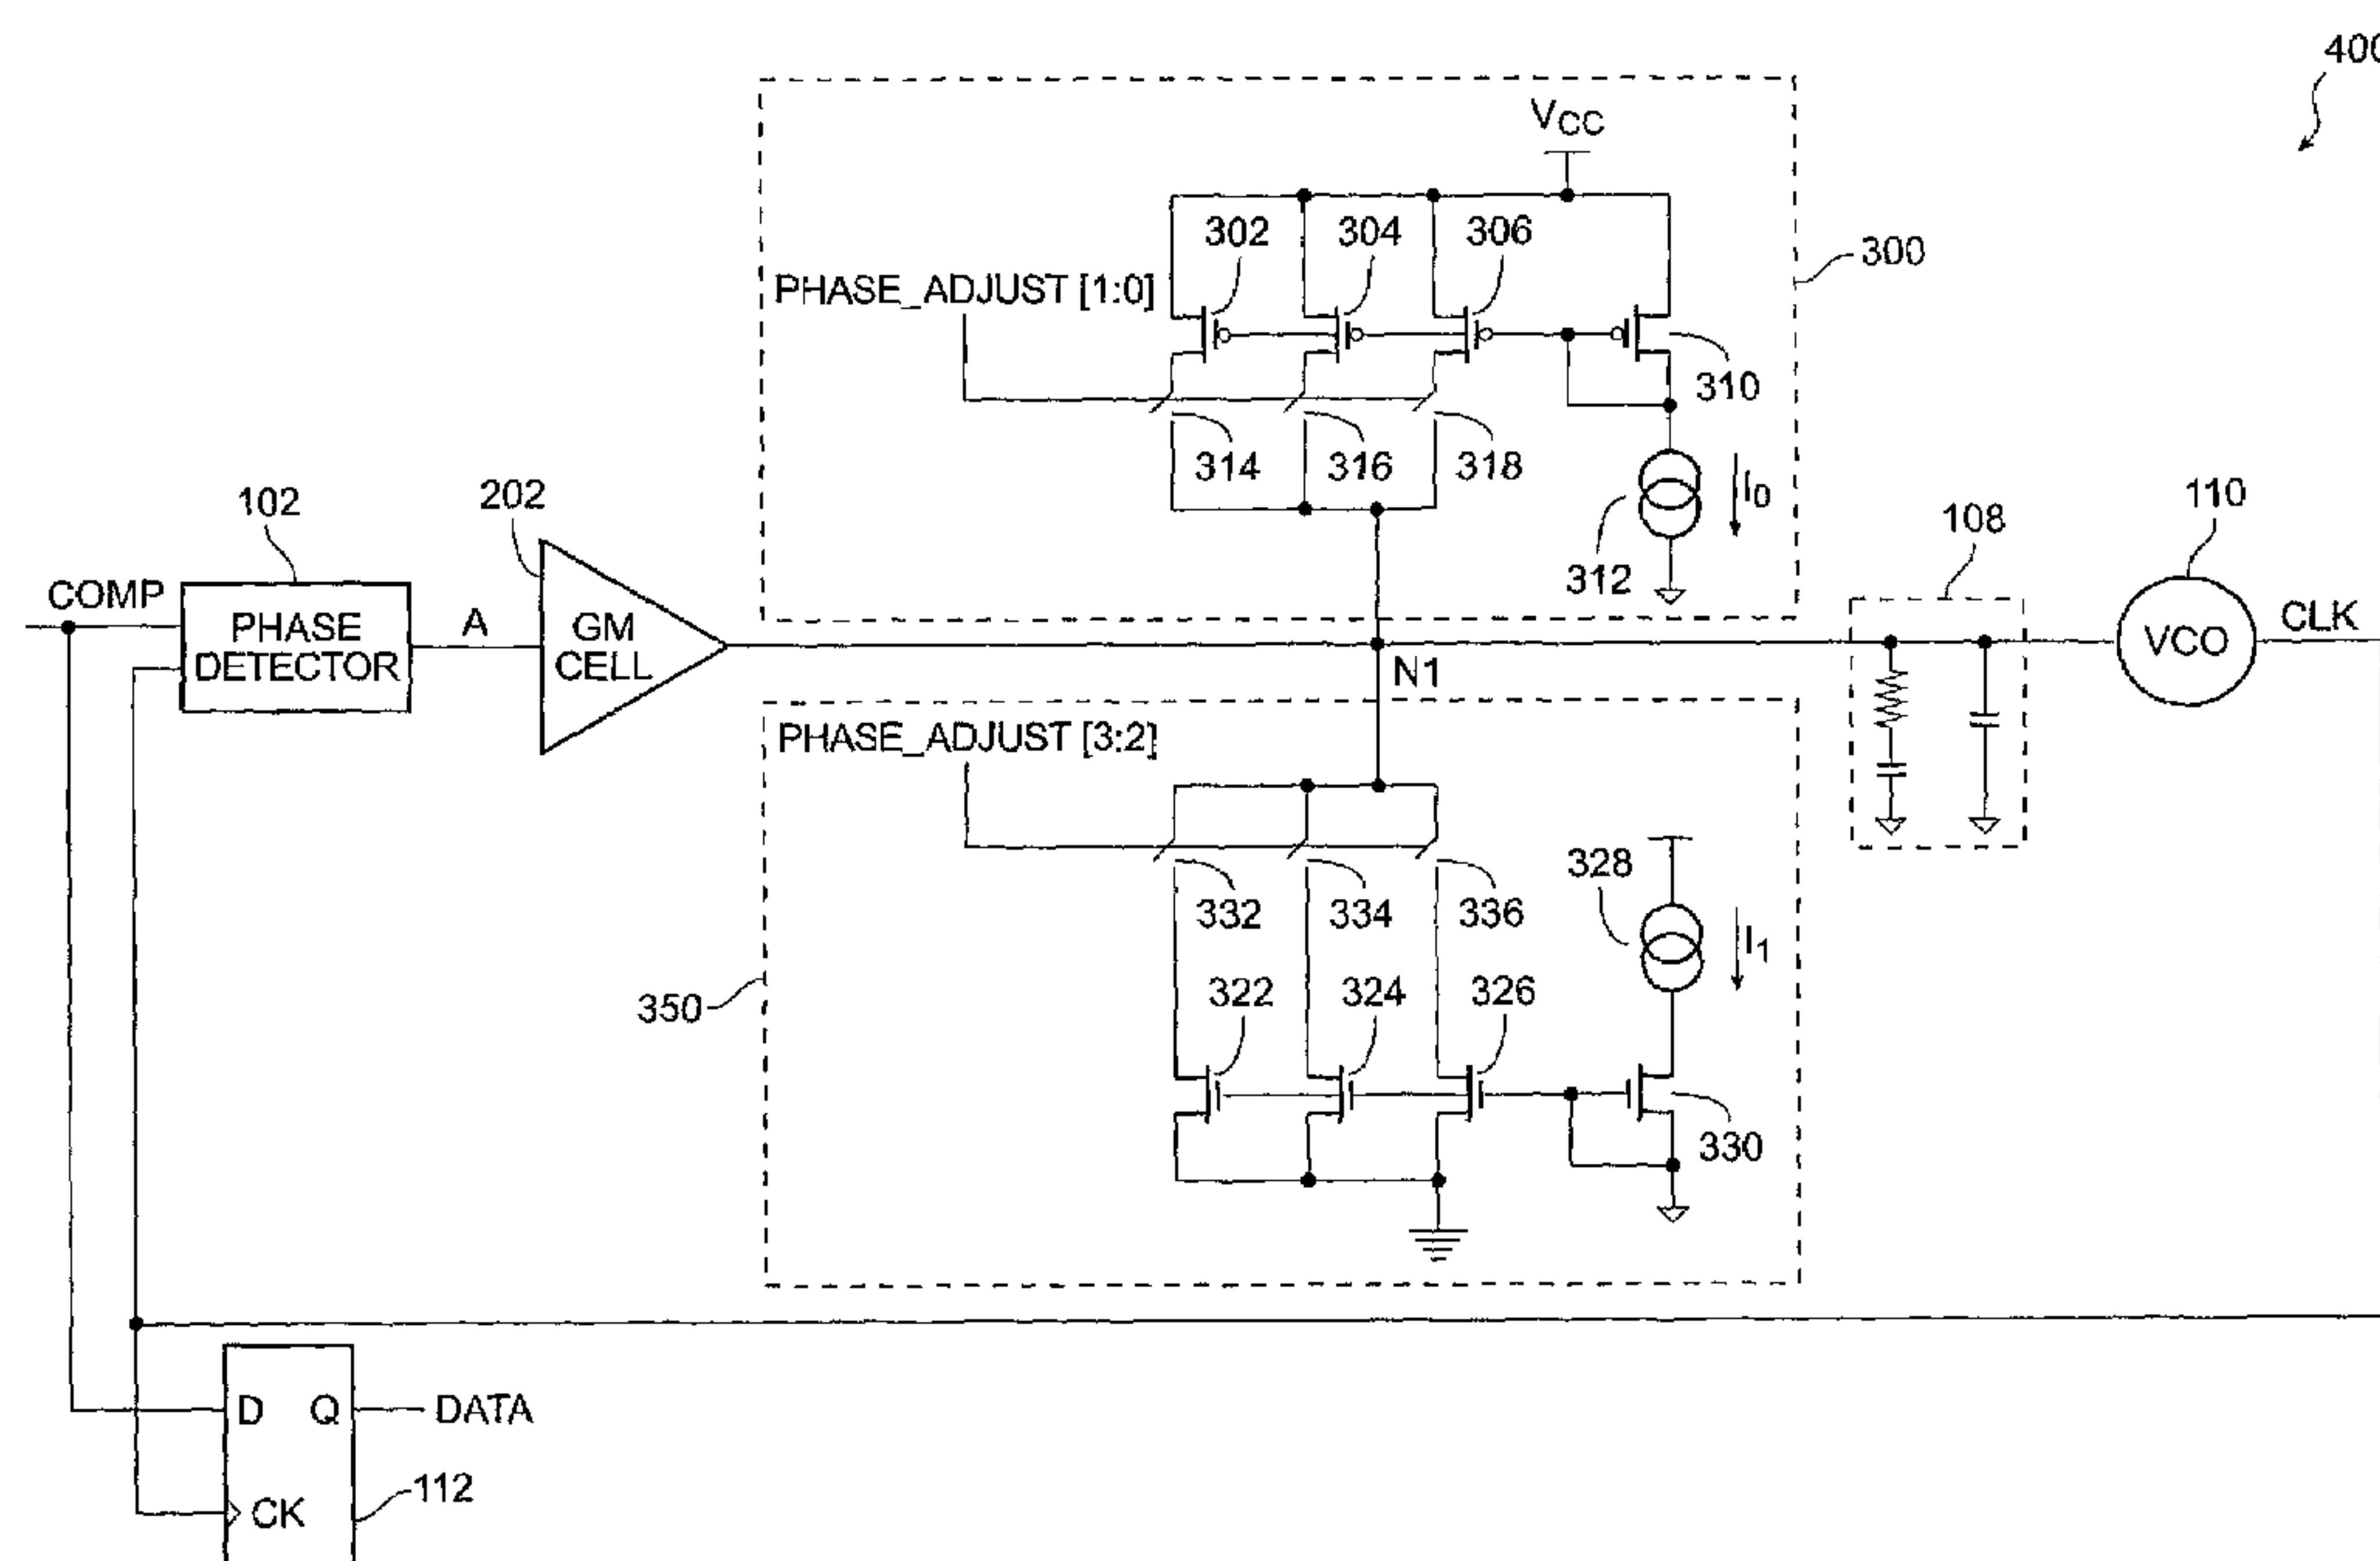 400
VCC
302
304
306
PHASE_ADJUST [1:0]
300
310
314
316
318
I0
312
102
202
108
110
COMP
PHASE
DETECTOR
A
GM
CELL
N1
VCO
CLK
PHASE_ADJUST [3:2]
328
332
334
336
I1
322
324
326
350
330
D
Q
DATA
CK
112